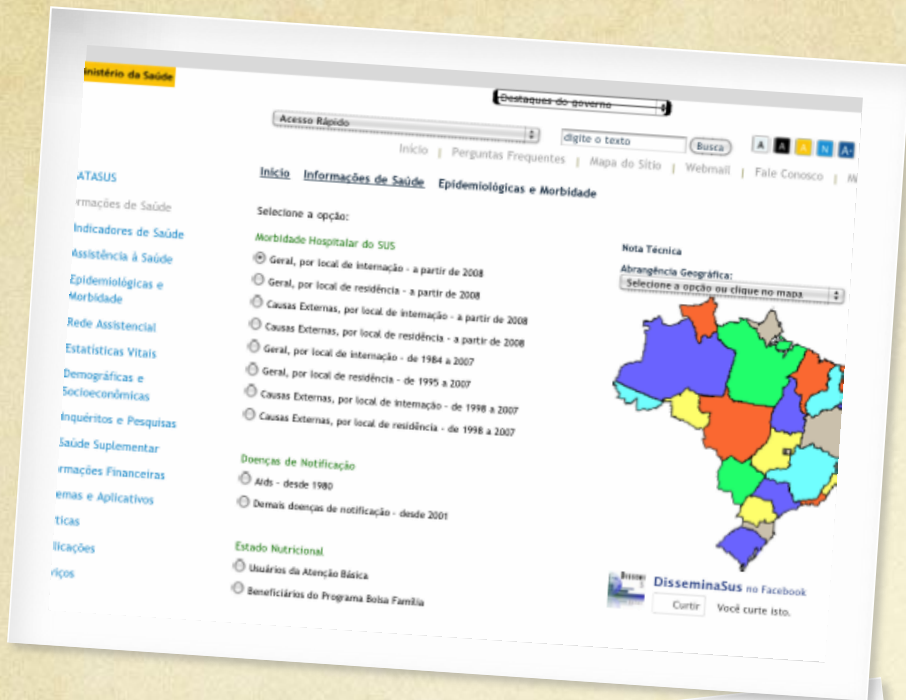 inistério da Saúde
Destaques do governo
Acesso Rápido
digite o texto
Busca
A A A N A+
Início | Perguntas Frequentes | Mapa do Sítio | Webmail | Fale Conosco | M
Início Informações de Saúde Epidemiológicas e Morbidade
ATASUS
rmações de Saúde
Indicadores de Saúde
Assistência à Saúde
Epidemiológicas e
Morbidade
Rede Assistencial
Estatísticas Vitais
Demográficas e
Socioeconômicas
Inquéritos e Pesquisas
Saúde Suplementar
rmações Financeiras
emas e Aplicativos
ticas
licações
viços
Selecione a opção:
Morbidade Hospitalar do SUS
Geral, por local de internação - a partir de 2008
Geral, por local de residência - a partir de 2008
Causas Externas, por local de internação - a partir de 2008
Causas Externas, por local de residência - a partir de 2008
Geral, por local de internação - de 1984 a 2007
Geral, por local de residência - de 1995 a 2007
Causas Externas, por local de internação - de 1998 a 2007
Causas Externas, por local de residência - de 1998 a 2007
Doenças de Notificação
Aids - desde 1980
Demais doenças de notificação - desde 2001
Estado Nutricional
Usuários da Atenção Básica
Beneficiários do Programa Bolsa Família
Nota Técnica
Abrangência Geográfica:
Selecione a opção ou clique no mapa
DisseminaSus no Facebook
Curtir Você curte isto.